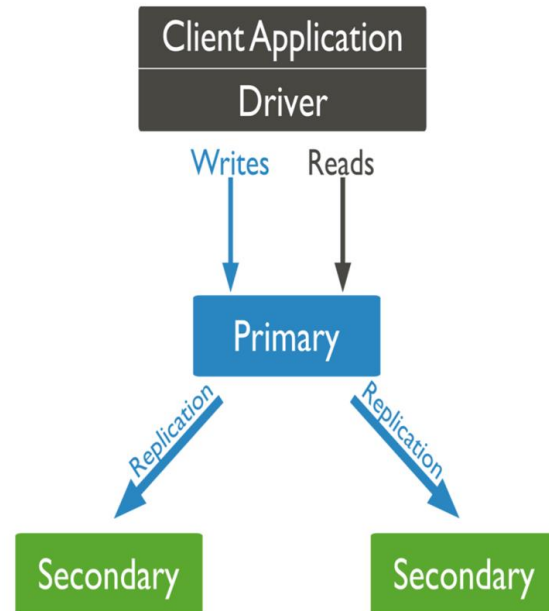 Client Application
Driver
Writes Reads
Primary
Replication Replication
Secondary Secondary